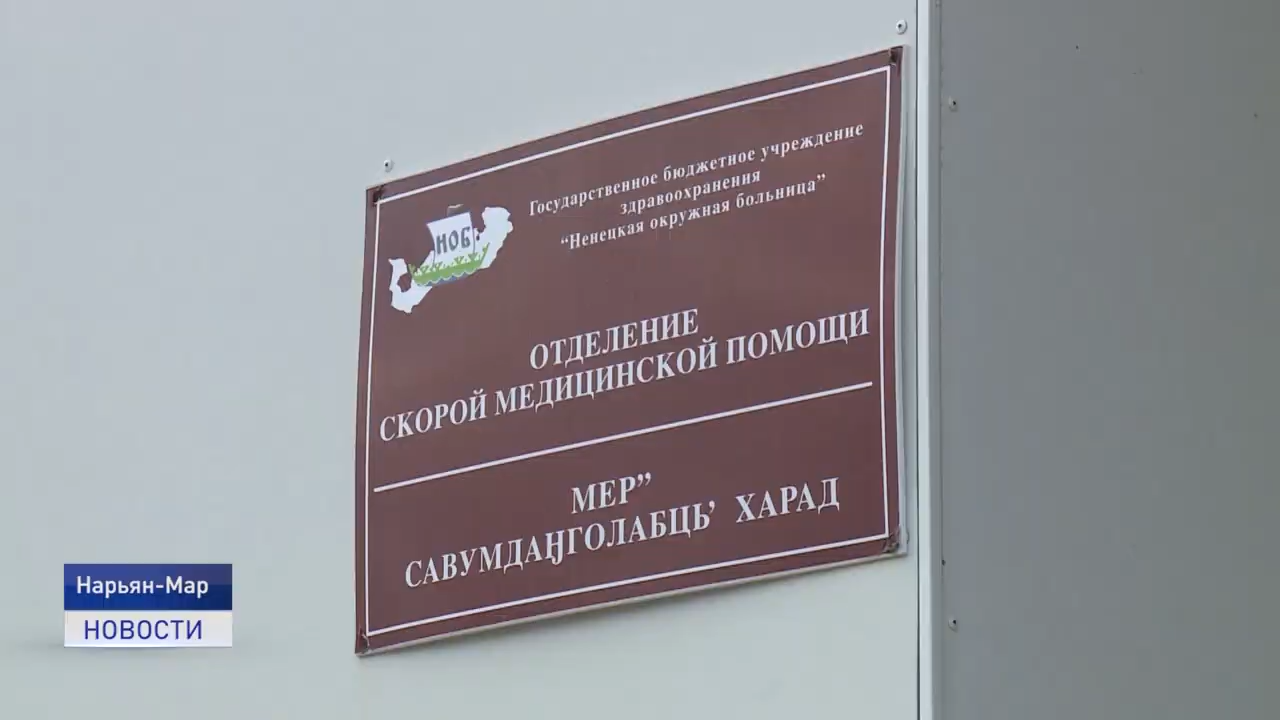 НОБ
Государственное бюджетное учреждение
здравоохранения
“Ненецкая окружная больница”
ОТДЕЛЕНИЕ
СКОРОЙ МЕДИЦИНСКОЙ ПОМОЩИ
МЕР”
САВУМДАӇГОЛАБЦЬ’ ХАРАД
Нарьян-Мар
НОВОСТИ